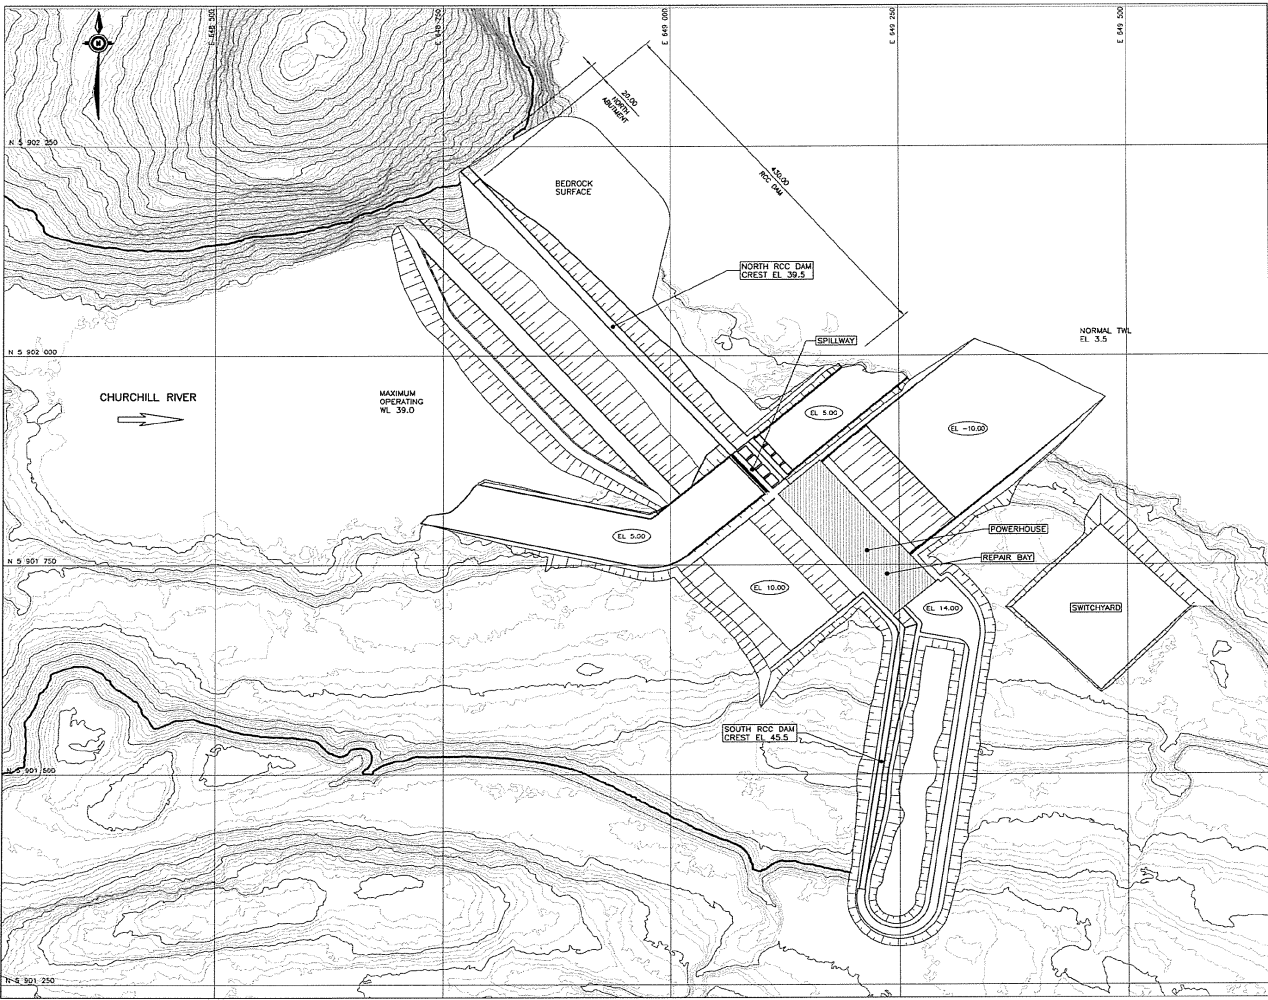 E 648 500
E 648 750
E 649 000
E 649 250
E 649 500
N
20.00
NORTH
ABUTMENT
N 5 902 250
430.00
RCC DAM
BEDROCK
SURFACE
NORTH RCC DAM
CREST EL 39.5
NORMAL TWL
EL 3.5
SPILLWAY
N 5 902 000
CHURCHILL RIVER
MAXIMUM
OPERATING
WL 39.0
EL 5.00
EL -10.00
POWERHOUSE
EL 5.00
REPAIR BAY
N 5 901 750
EL 10.00
EL 14.00
SWITCHYARD
SOUTH RCC DAM
CREST EL 45.5
N 5 901 500
N 5 901 250